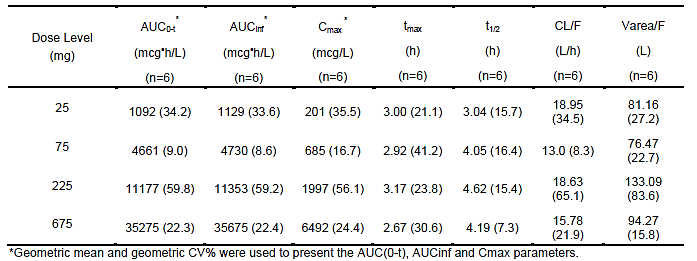 Dose Level (mg) AUC0-t* (mcg*h/L) (n=6) AUCinf* (mcg*h/L) (n=6) Cmax* (mcg/L) (n=6) tmax (h) (n=6) t1/2 (h) (n=6) CL/F (L/h) (n=6) Varea/F (L) (n=6)
25 1092 (34.2) 1129 (33.6) 201 (35.5) 3.00 (21.1) 3.04 (15.7) 18.95 (34.5) 81.16 (27.2)
75 4661 (9.0) 4730 (8.6) 685 (16.7) 2.92 (41.2) 4.05 (16.4) 13.0 (8.3) 76.47 (22.7)
225 11177 (59.8) 11353 (59.2) 1997 (56.1) 3.17 (23.8) 4.62 (15.4) 18.63 (65.1) 133.09 (83.6)
675 35275 (22.3) 35675 (22.4) 6492 (24.4) 2.67 (30.6) 4.19 (7.3) 15.78 (21.9) 94.27 (15.8)
*Geometric mean and geometric CV% were used to present the AUC(0-t), AUCinf and Cmax parameters.